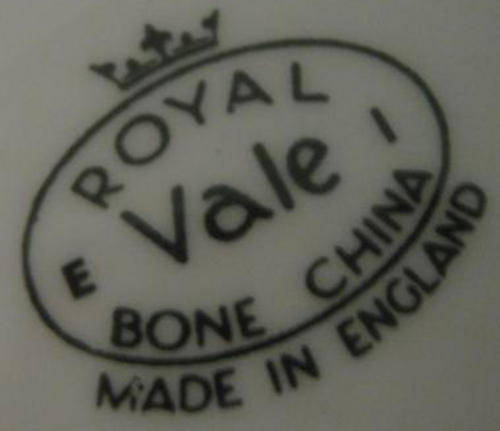 ROYAL
Vale
E I
BONE CHINA
MADE IN ENGLAND